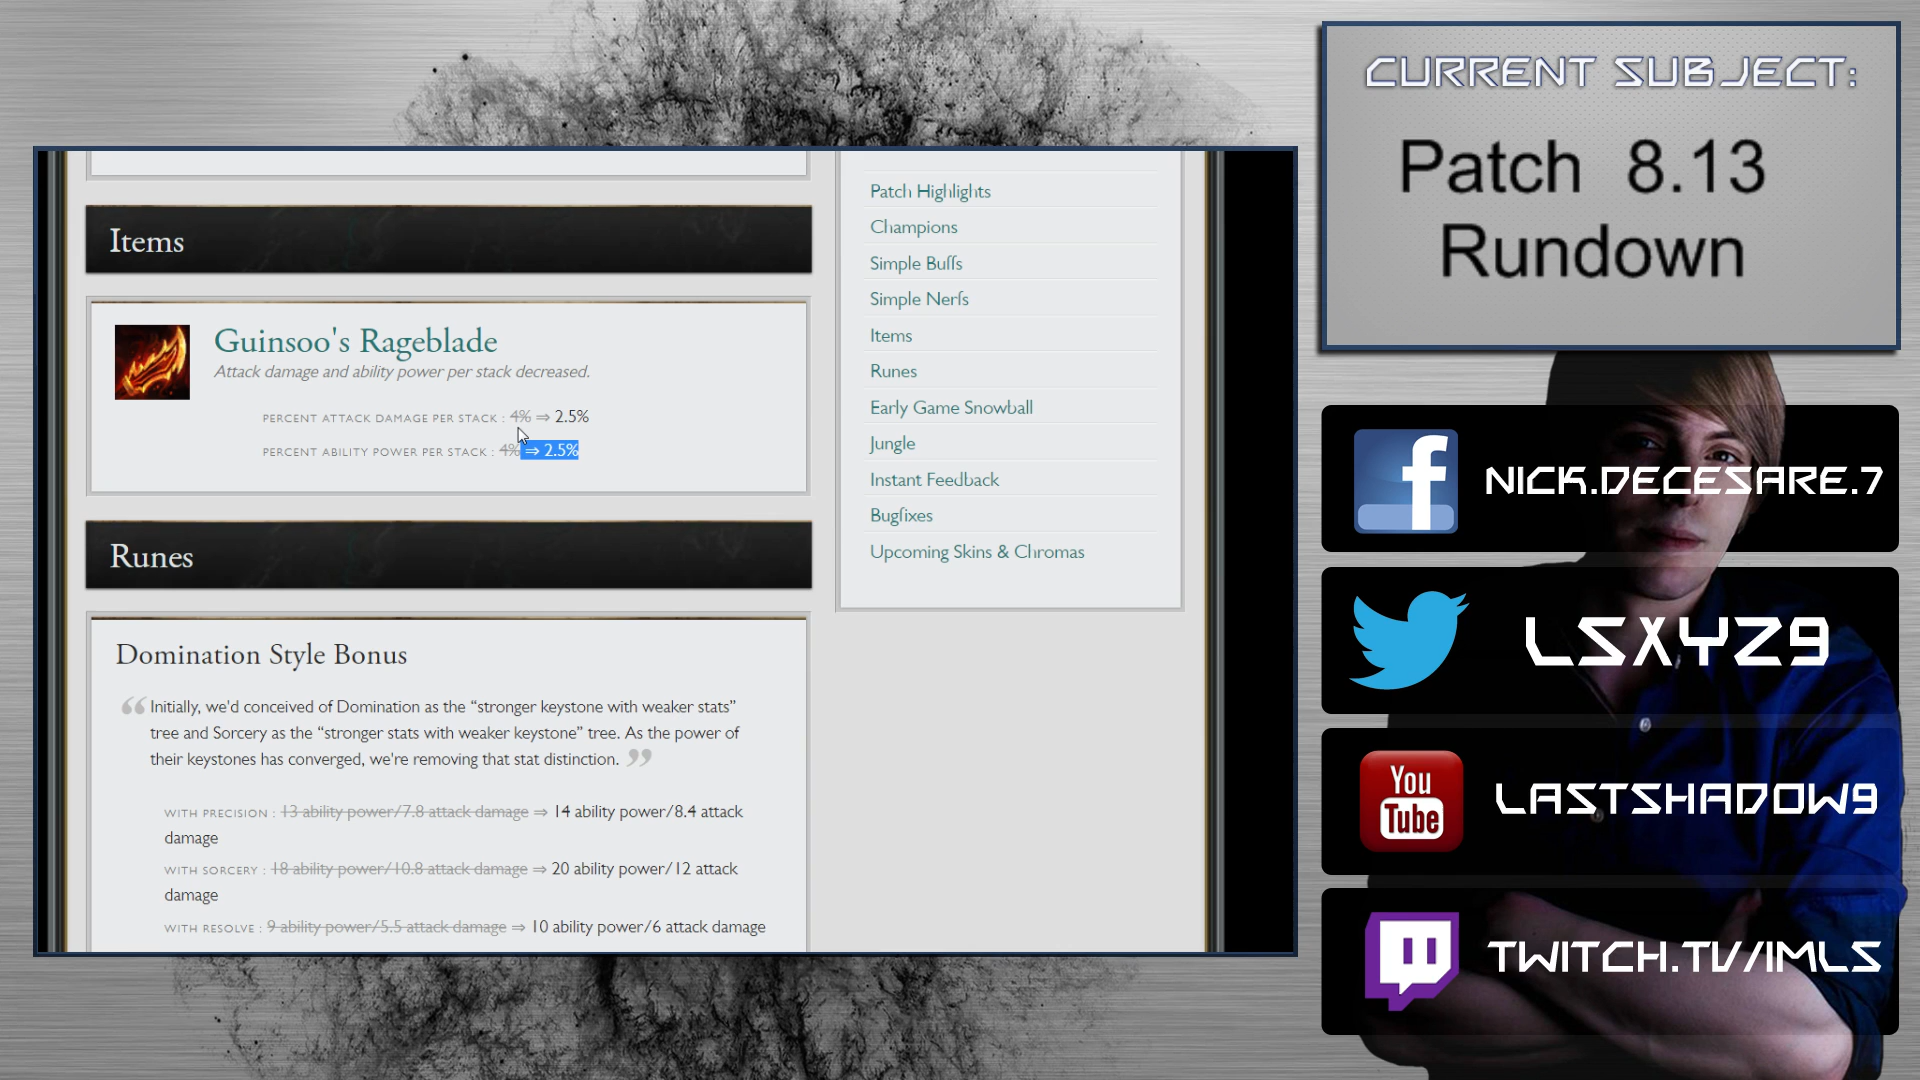 CURRENT SUBJECT:
Patch 8.13
Rundown
Items
Guinsoo's Rageblade
Attack damage and ability power per stack decreased.
PERCENT ATTACK DAMAGE PER STACK : 4% ⇒ 2.5%
PERCENT ABILITY POWER PER STACK : 4% ⇒ 2.5%
Runes
Domination Style Bonus
“Initially, we'd conceived of Domination as the “stronger keystone with weaker stats”
tree and Sorcery as the “stronger stats with weaker keystone” tree. As the power of
their keystones has converged, we're removing that stat distinction. ”
WITH PRECISION : 13 ability power/7.8 attack damage ⇒ 14 ability power/8.4 attack
damage
WITH SORCERY : 18 ability power/10.8 attack damage ⇒ 20 ability power/12 attack
damage
WITH RESOLVE : 9 ability power/5.5 attack damage ⇒ 10 ability power/6 attack damage
Patch Highlights
Champions
Simple Buffs
Simple Nerfs
Items
Runes
Early Game Snowball
Jungle
Instant Feedback
Bugfixes
Upcoming Skins & Chromas
f NICK.DECESARE.7
LSXYZ9
You
Tube
LASTSHADOW9
TWITCH.TV/IMLS